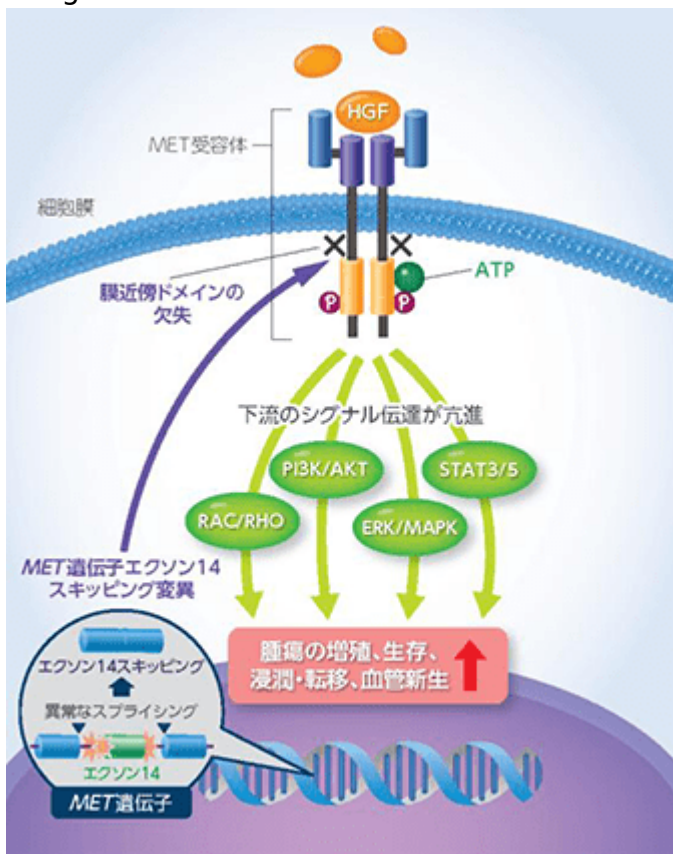 HGF
MET受容体
細胞膜
ATP
膜近傍ドメインの
欠失
P
P
下流のシグナル伝達が亢進
PI3K/AKT
STAT3/5
RAC/RHO
ERK/MAPK
MET遺伝子エクソン14
スキッピング変異
腫瘍の増殖、生存、
浸潤・転移、血管新生
エクソン14スキッピング
異常なスプライシング
エクソン14
MET遺伝子